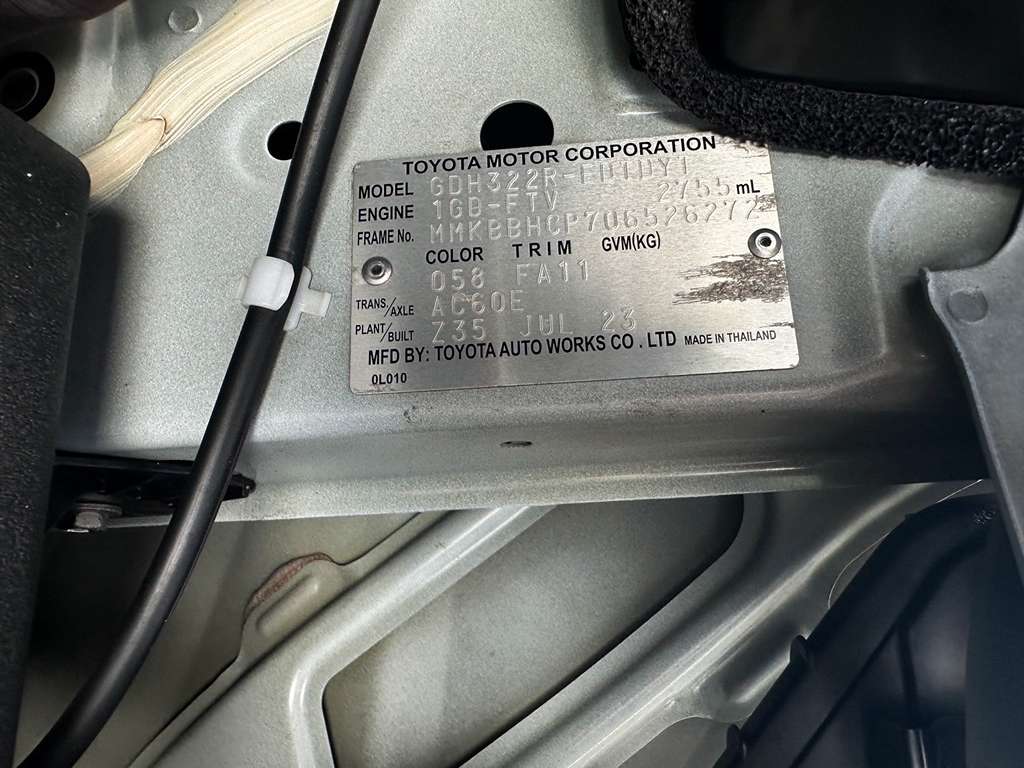 TOYOTA MOTOR CORPORATION
MODEL GDH322R-EDTDY
ENGINE 1GD-FTV 2755 mL
FRAME No. MMKBBHCP706526272
COLOR TRIM GVM(KG)
058 FA11
TRANS./AXLE AC60E
PLANT/BUILT Z35 JUL 23
MFD BY: TOYOTA AUTO WORKS CO . LTD MADE IN THAILAND
0L010